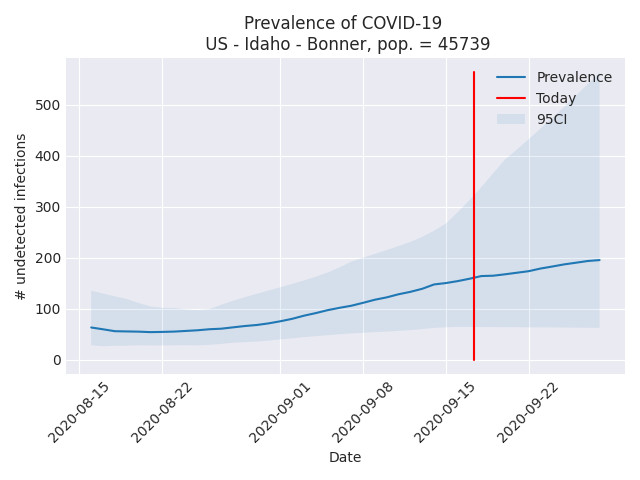 Prevalence of COVID-19
US - Idaho - Bonner, pop. = 45739
Prevalence
Today
95CI
500
400
300
200
100
0
# undetected infections
2020-08-15
2020-08-22
2020-09-01
2020-09-08
2020-09-15
2020-09-22
Date